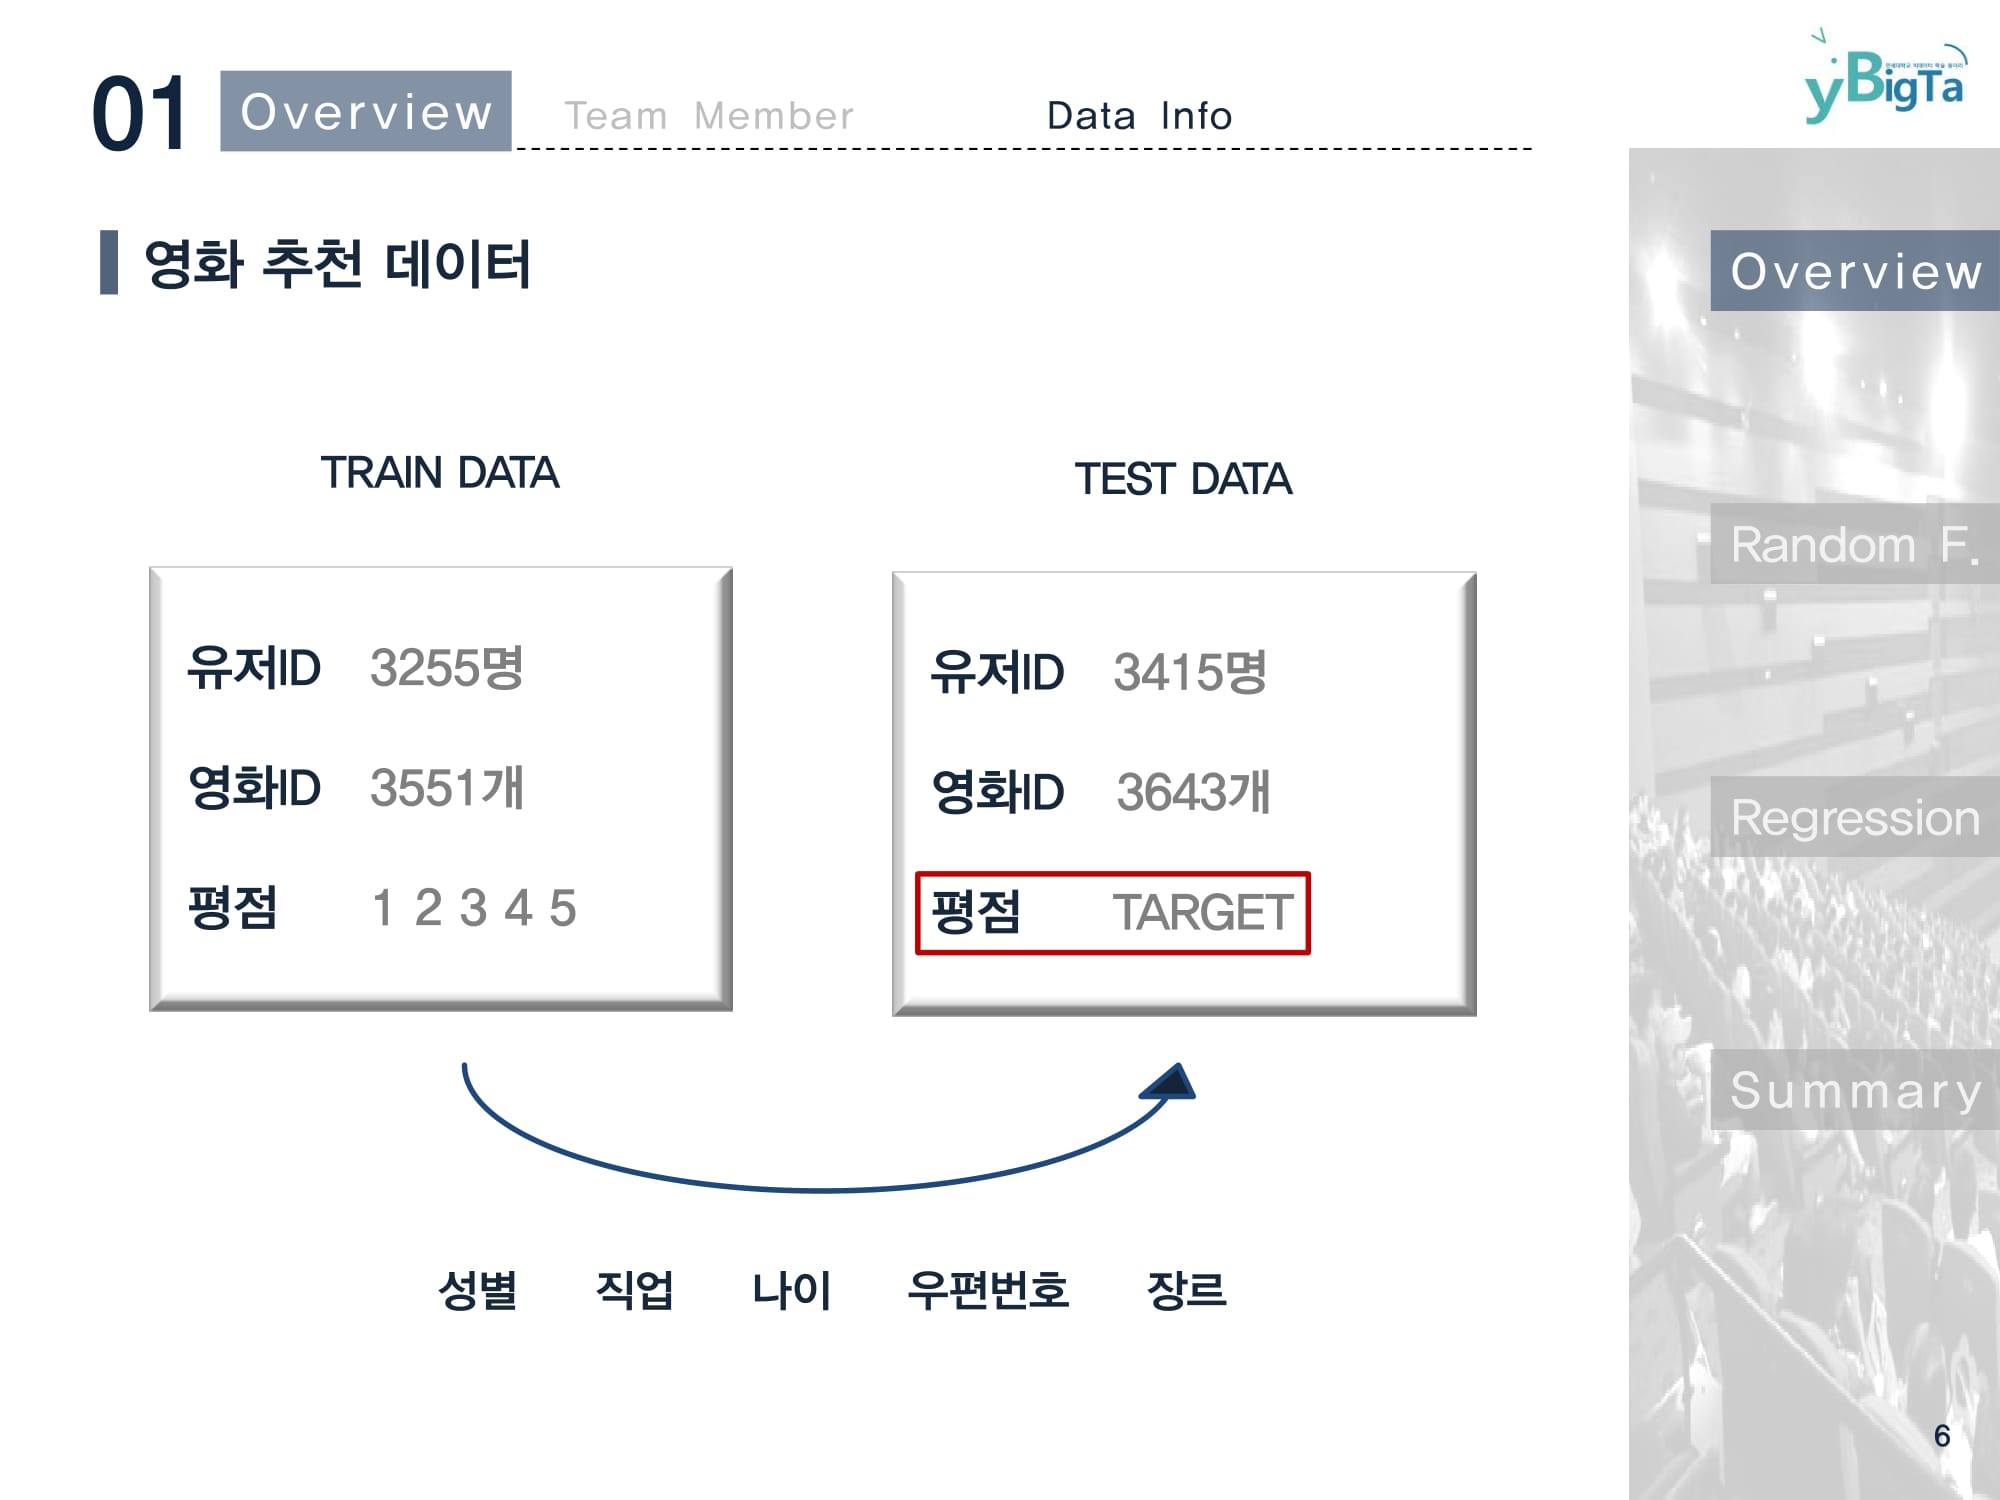 01 Overview Team Member Data Info
yBigTa
영화 추천 데이터
TRAIN DATA
유저ID 3255명
영화ID 3551개
평점 1 2 3 4 5
TEST DATA
유저ID 3415명
영화ID 3643개
평점 TARGET
성별 직업 나이 우편번호 장르
Overview
Random F.
Regression
Summary
6